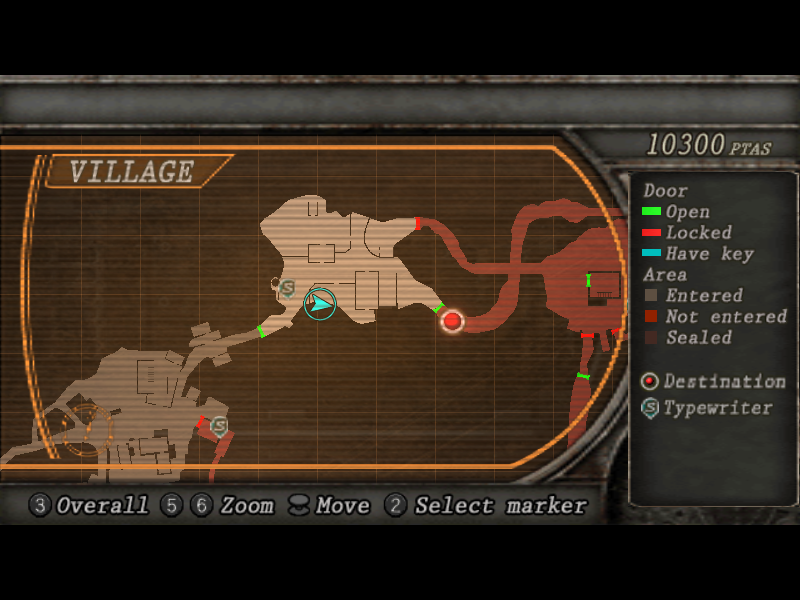 VILLAGE
10300 PTAS
Door
Open
Locked
Have key
Area
Entered
Not entered
Sealed
Destination
S Typewriter
S
S
3 Overall 5 6 Zoom Move 2 Select marker